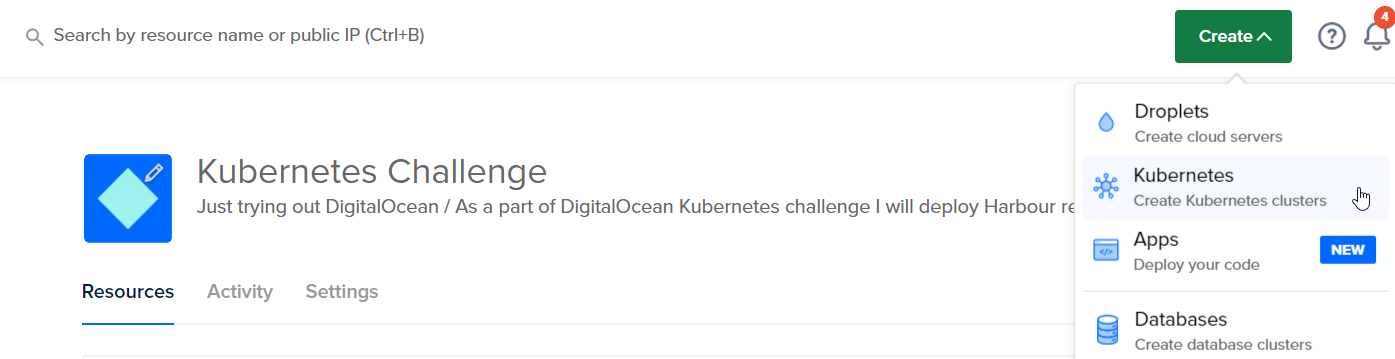 Search by resource name or public IP (Ctrl+B)
Create
4
Kubernetes Challenge
Just trying out DigitalOcean / As a part of DigitalOcean Kubernetes challenge I will deploy Harbour re
Resources
Activity
Settings
Droplets
Create cloud servers
Kubernetes
Create Kubernetes clusters
Apps
Deploy your code
NEW
Databases
Create database clusters